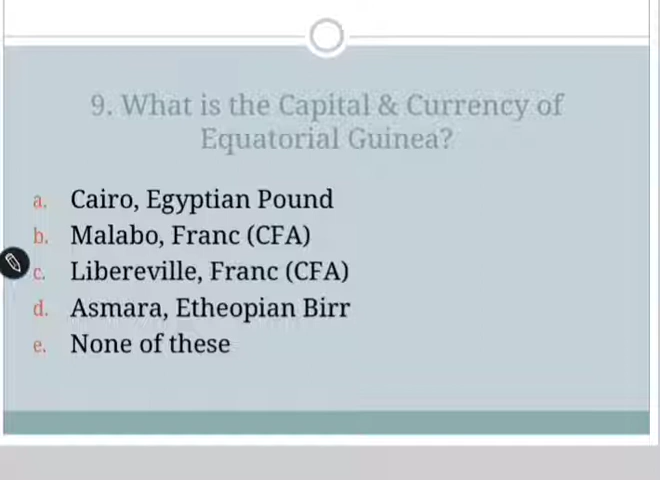 9. What is the Capital & Currency of
Equatorial Guinea?
a. Cairo, Egyptian Pound
b. Malabo, Franc (CFA)
c. Libereville, Franc (CFA)
d. Asmara, Etheopian Birr
e. None of these